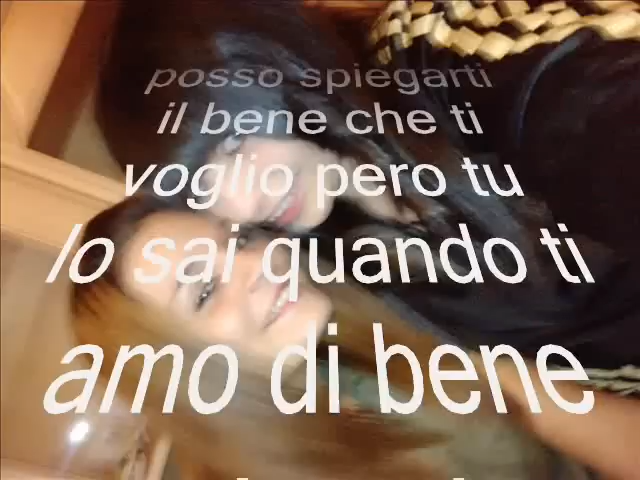 posso spiegarti
il bene che ti
voglio pero tu
lo sai quando ti
amo di bene